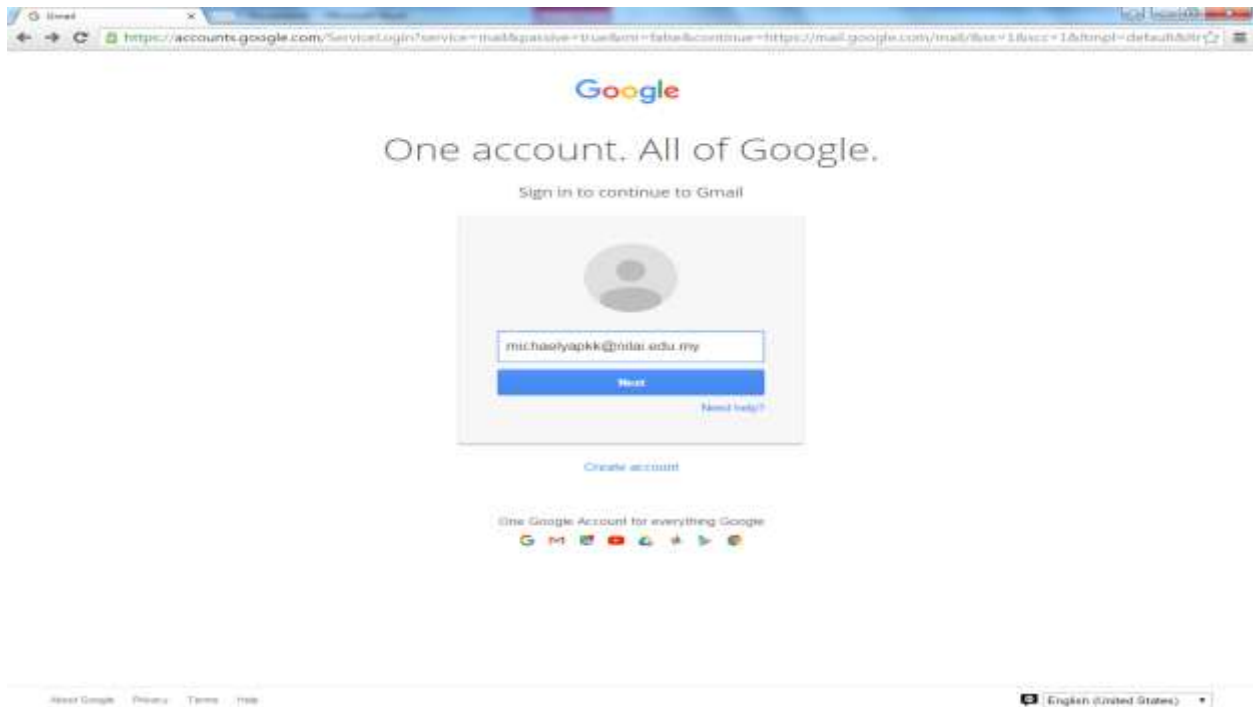 Gmail
https://accounts.google.com/ServiceLogin?service=mail&passive=true&rm=false&continue=https://mail.google.com/mail/&ss=1&scc=1&ltmpl=default&ltr
Google
One account. All of Google.
Sign in to continue to Gmail
michaelyapkk@nilai.edu.my
Next
Need help?
Create account
One Google Account for everything Google
About Google Privacy Terms Help
English (United States)